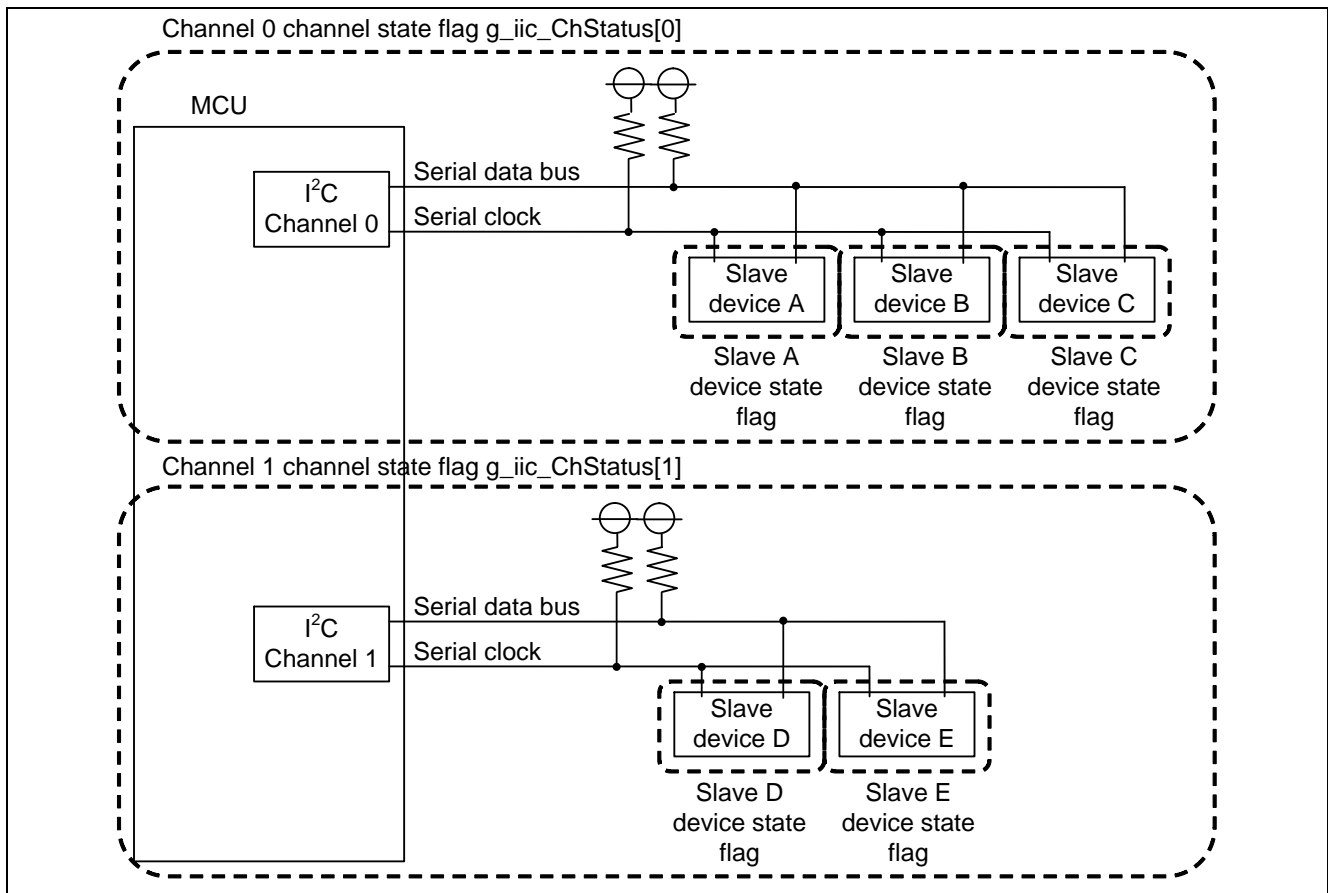 Channel 0 channel state flag g_iic_ChStatus[0]
MCU
Serial data bus
I²C
Channel 0
Serial clock
Slave
device A
Slave
device B
Slave
device C
Slave A
device state
flag
Slave B
device state
flag
Slave C
device state
flag
Channel 1 channel state flag g_iic_ChStatus[1]
Serial data bus
I²C
Channel 1
Serial clock
Slave
device D
Slave
device E
Slave D
device state
flag
Slave E
device state
flag